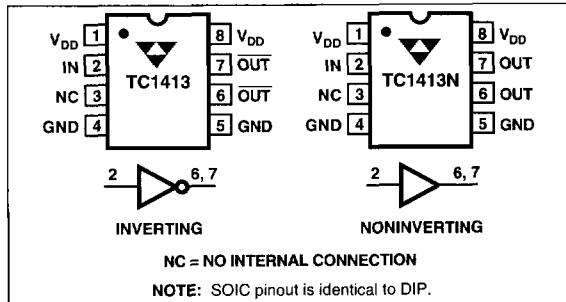 V_DD 1 8 V_DD V_DD 1 8 V_DD
IN 2 7 OUT IN 2 7 OUT
TC1413 TC1413N
NC 3 6 OUT NC 3 6 OUT
GND 4 5 GND GND 4 5 GND
2 6, 7 2 6, 7
INVERTING NONINVERTING
NC = NO INTERNAL CONNECTION
NOTE: SOIC pinout is identical to DIP.